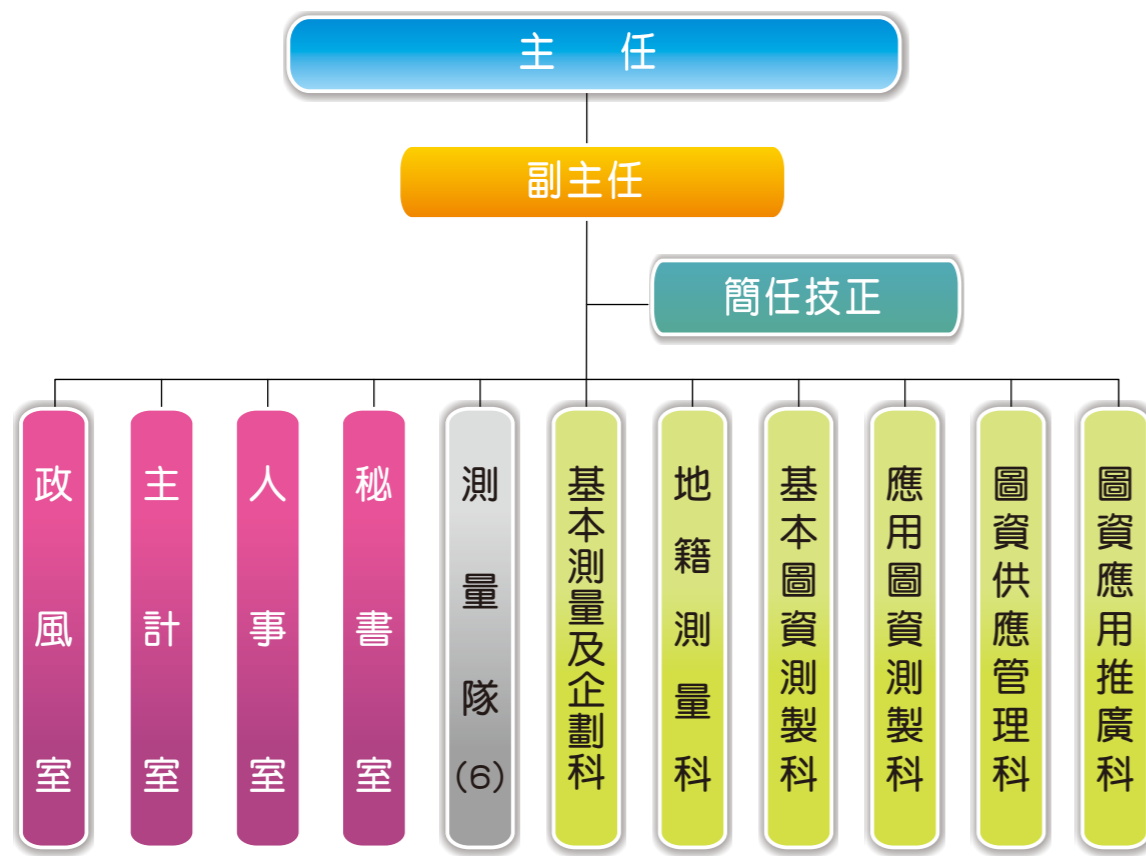 主任
副主任
簡任技正
政風室
主計室
人事室
秘書室
測量隊(6)
基本測量及企劃科
地籍測量科
基本圖資測製科
應用圖資測製科
圖資供應管理科
圖資應用推廣科